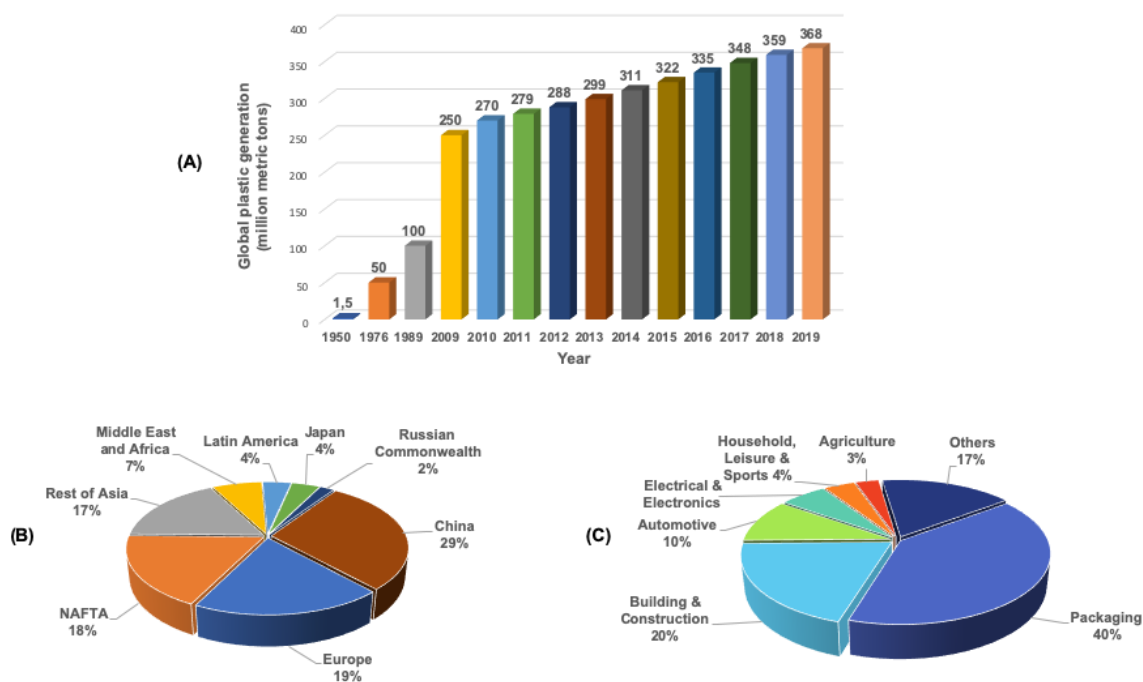 (A)
Global plastic generation
(million metric tons)
400
350
300
250
200
150
100
50
0
1,5
50
100
250
270
279
288
299
311
322
335
348
359
368
1950
1976
1989
2009
2010
2011
2012
2013
2014
2015
2016
2017
2018
2019
Year
(B)
Middle East
and Africa
7%
Latin America
4%
Japan
4%
Russian
Commonwealth
2%
Rest of Asia
17%
China
29%
NAFTA
18%
Europe
19%
(C)
Household,
Leisure &
Sports 4%
Agriculture
3%
Others
17%
Electrical &
Electronics
Automotive
10%
Building &
Construction
20%
Packaging
40%